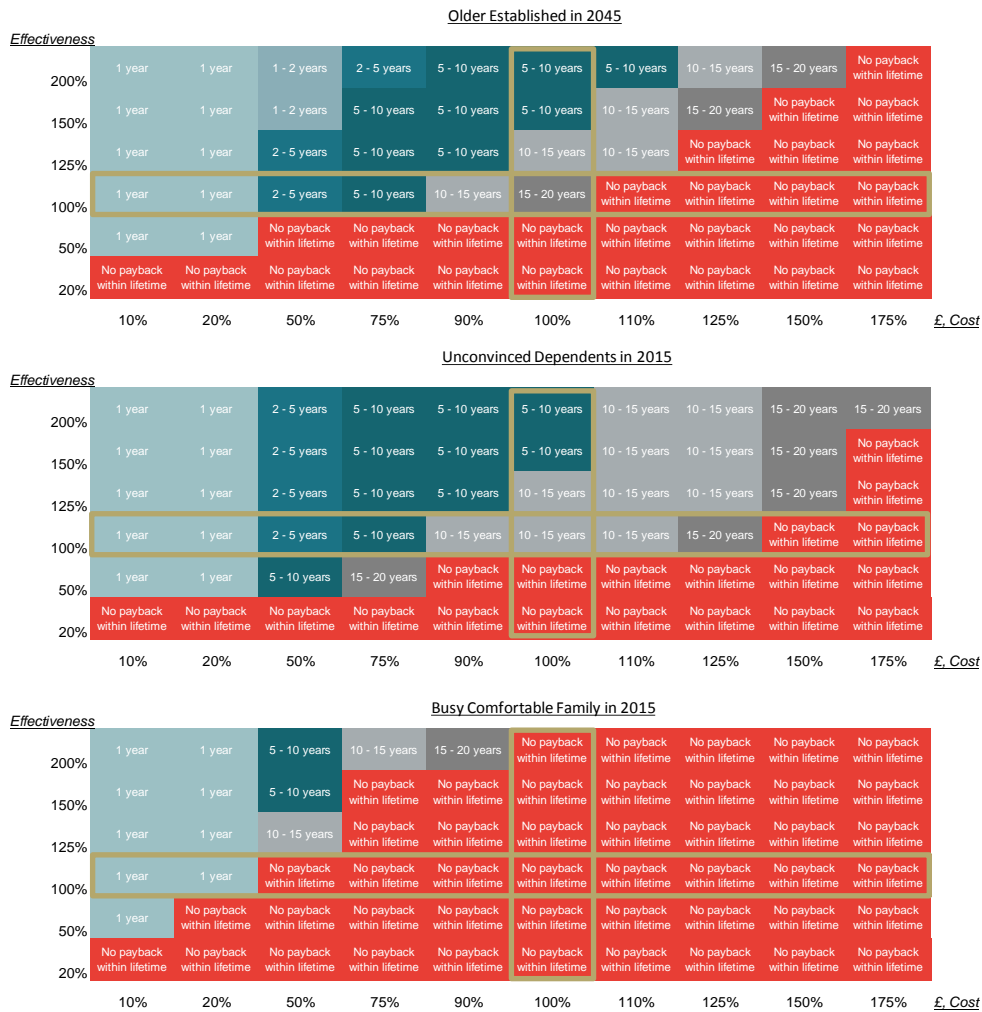 Older Established in 2045
Effectiveness
200% 1 year 1 year 1 - 2 years 2 - 5 years 5 - 10 years 5 - 10 years 5 - 10 years 10 - 15 years 15 - 20 years No payback within lifetime
150% 1 year 1 year 1 - 2 years 5 - 10 years 5 - 10 years 5 - 10 years 10 - 15 years 15 - 20 years No payback within lifetime No payback within lifetime
125% 1 year 1 year 2 - 5 years 5 - 10 years 5 - 10 years 10 - 15 years 10 - 15 years No payback within lifetime No payback within lifetime No payback within lifetime
100% 1 year 1 year 2 - 5 years 5 - 10 years 10 - 15 years 15 - 20 years No payback within lifetime No payback within lifetime No payback within lifetime No payback within lifetime
50% 1 year 1 year No payback within lifetime No payback within lifetime No payback within lifetime No payback within lifetime No payback within lifetime No payback within lifetime No payback within lifetime No payback within lifetime
20% No payback within lifetime No payback within lifetime No payback within lifetime No payback within lifetime No payback within lifetime No payback within lifetime No payback within lifetime No payback within lifetime No payback within lifetime No payback within lifetime
10% 20% 50% 75% 90% 100% 110% 125% 150% 175% £, Cost
Unconvinced Dependents in 2015
Effectiveness
200% 1 year 1 year 2 - 5 years 5 - 10 years 5 - 10 years 5 - 10 years 10 - 15 years 10 - 15 years 15 - 20 years 15 - 20 years
150% 1 year 1 year 2 - 5 years 5 - 10 years 5 - 10 years 5 - 10 years 10 - 15 years 10 - 15 years 15 - 20 years No payback within lifetime
125% 1 year 1 year 2 - 5 years 5 - 10 years 5 - 10 years 10 - 15 years 10 - 15 years 10 - 15 years 15 - 20 years No payback within lifetime
100% 1 year 1 year 2 - 5 years 5 - 10 years 10 - 15 years 10 - 15 years 10 - 15 years 15 - 20 years No payback within lifetime No payback within lifetime
50% 1 year 1 year 5 - 10 years 15 - 20 years No payback within lifetime No payback within lifetime No payback within lifetime No payback within lifetime No payback within lifetime No payback within lifetime
20% No payback within lifetime No payback within lifetime No payback within lifetime No payback within lifetime No payback within lifetime No payback within lifetime No payback within lifetime No payback within lifetime No payback within lifetime No payback within lifetime
10% 20% 50% 75% 90% 100% 110% 125% 150% 175% £, Cost
Busy Comfortable Family in 2015
Effectiveness
200% 1 year 1 year 5 - 10 years 10 - 15 years 15 - 20 years No payback within lifetime No payback within lifetime No payback within lifetime No payback within lifetime No payback within lifetime
150% 1 year 1 year 5 - 10 years No payback within lifetime No payback within lifetime No payback within lifetime No payback within lifetime No payback within lifetime No payback within lifetime No payback within lifetime
125% 1 year 1 year 10 - 15 years No payback within lifetime No payback within lifetime No payback within lifetime No payback within lifetime No payback within lifetime No payback within lifetime No payback within lifetime
100% 1 year 1 year No payback within lifetime No payback within lifetime No payback within lifetime No payback within lifetime No payback within lifetime No payback within lifetime No payback within lifetime No payback within lifetime
50% 1 year No payback within lifetime No payback within lifetime No payback within lifetime No payback within lifetime No payback within lifetime No payback within lifetime No payback within lifetime No payback within lifetime No payback within lifetime
20% No payback within lifetime No payback within lifetime No payback within lifetime No payback within lifetime No payback within lifetime No payback within lifetime No payback within lifetime No payback within lifetime No payback within lifetime No payback within lifetime
10% 20% 50% 75% 90% 100% 110% 125% 150% 175% £, Cost